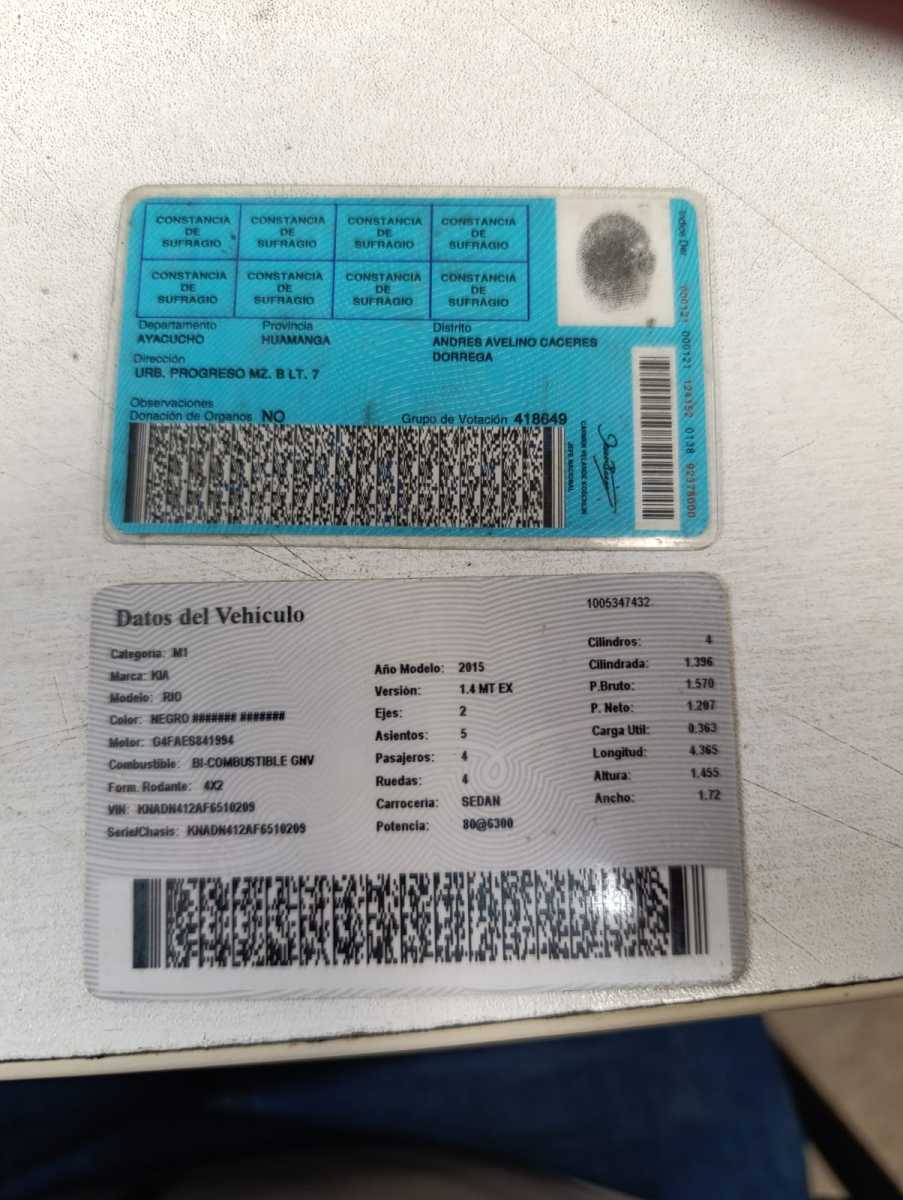 CONSTANCIA DE SUFRAGIO
CONSTANCIA DE SUFRAGIO
CONSTANCIA DE SUFRAGIO
CONSTANCIA DE SUFRAGIO
CONSTANCIA DE SUFRAGIO
CONSTANCIA DE SUFRAGIO
CONSTANCIA DE SUFRAGIO
CONSTANCIA DE SUFRAGIO
Departamento Provincia Distrito
AYACUCHO HUAMANGA ANDRES AVELINO CACERES
DORREGA
Dirección
URB. PROGRESO MZ. B LT. 7
Observaciones
Donación de Organos NO Grupo de Votación 418649
JEFE NACIONAL
Indice Der
Datos del Vehículo
1005347432
Categoria: M1
Marca: KIA
Modelo: RIO
Color: NEGRO ####### #######
Motor: G4FAES841994
Combustible: BI-COMBUSTIBLE GNV
Form. Rodante: 4X2
VIN: KNADN412AF6510209
Serie/Chasis: KNADN412AF6510209
Año Modelo: 2015
Versión: 1.4 MT EX
Ejes: 2
Asientos: 5
Pasajeros: 4
Ruedas: 4
Carroceria: SEDAN
Potencia: 80@6300
Cilindros: 4
Cilindrada: 1.396
P.Bruto: 1.570
P. Neto: 1.207
Carga Util: 0.363
Longitud: 4.365
Altura: 1.455
Ancho: 1.72